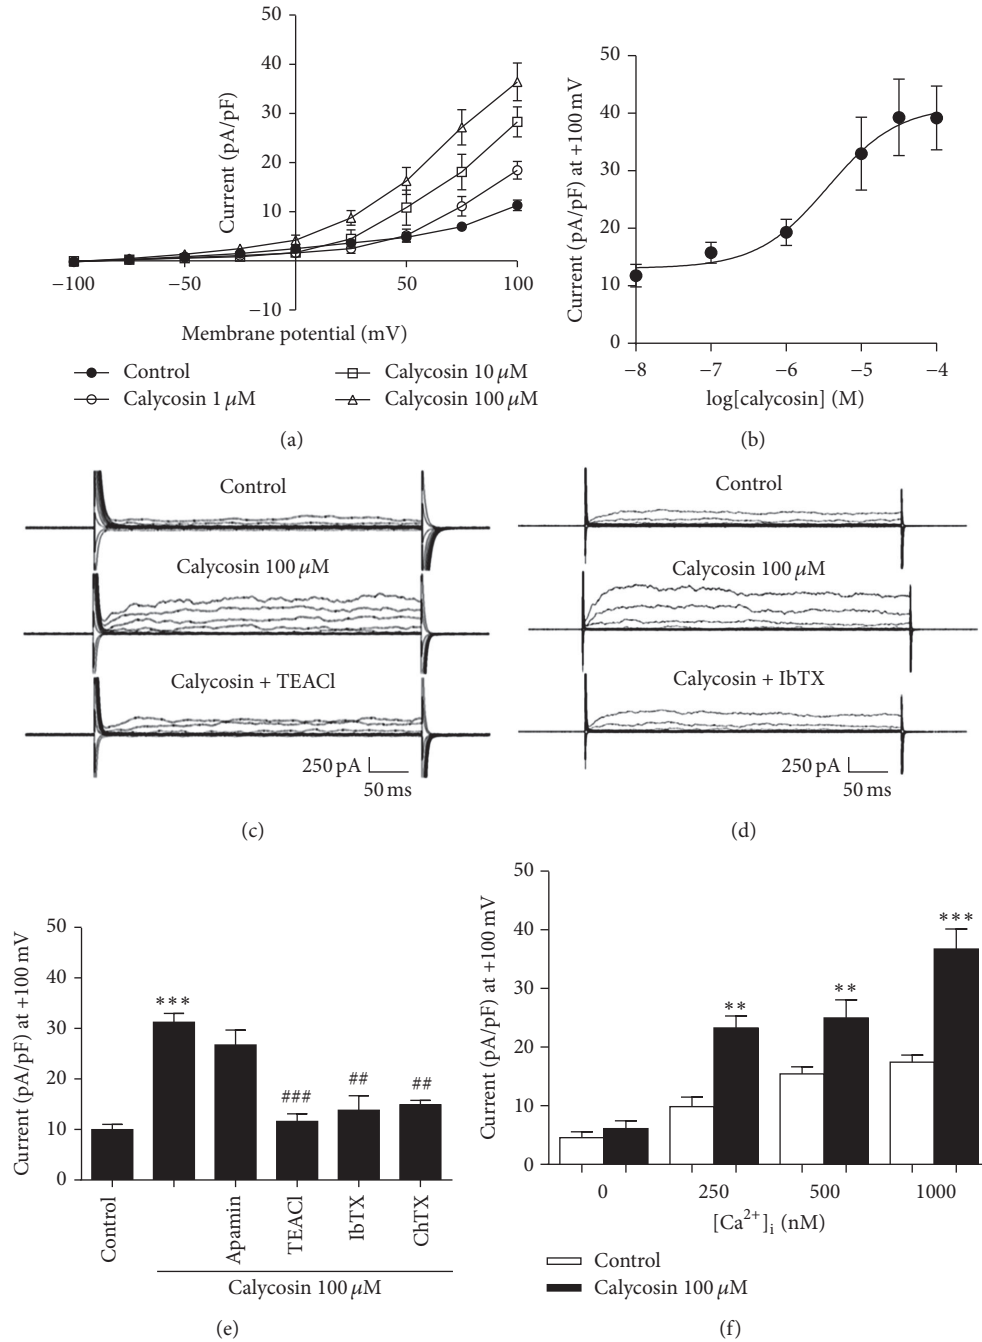 50
40
30
20
10
−10
−100
−50
50
100
Current (pA/pF)
Membrane potential (mV)
Control
Calycosin 1 μM
Calycosin 10 μM
Calycosin 100 μM
(a)
50
40
30
20
10
0
−8
−7
−6
−5
−4
Current (pA/pF) at +100 mV
log[calycosin] (M)
(b)
Control
Calycosin 100 μM
Calycosin + TEACl
250 pA
50 ms
(c)
Control
Calycosin 100 μM
Calycosin + IbTX
250 pA
50 ms
(d)
50
40
30
20
10
0
Current (pA/pF) at +100 mV
***
###
##
##
Control
Apamin
TEACl
IbTX
ChTX
Calycosin 100 μM
(e)
50
40
30
20
10
0
Current (pA/pF) at +100 mV
**
**
***
0
250
500
1000
[Ca²⁺]ᵢ (nM)
Control
Calycosin 100 μM
(f)